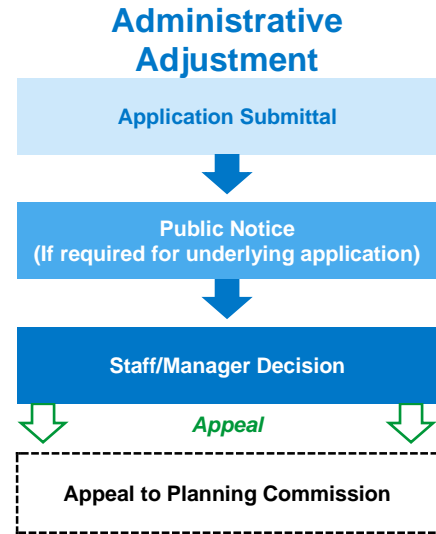 Administrative
Adjustment
Application Submittal
Public Notice
(If required for underlying application)
Staff/Manager Decision
Appeal
Appeal to Planning Commission